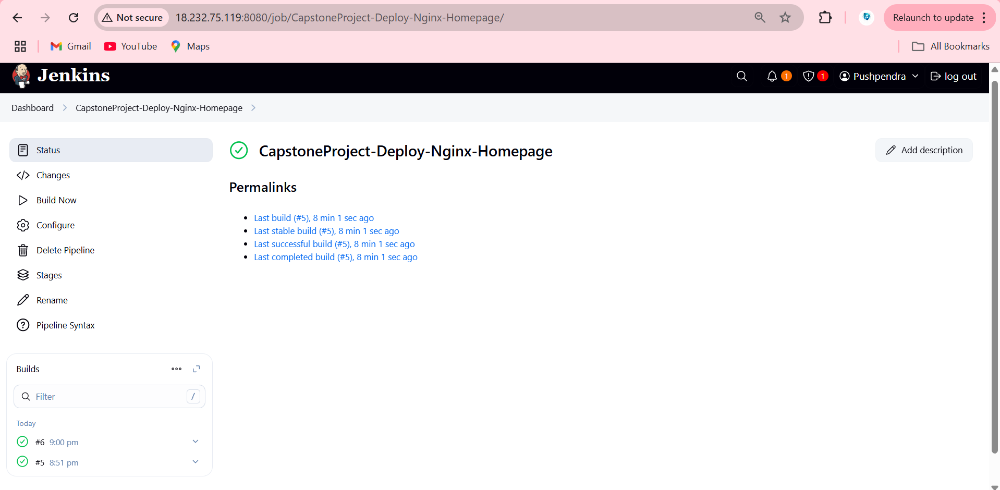 Not secure 18.232.75.119:8080/job/CapstoneProject-Deploy-Nginx-Homepage/ Relaunch to update
Gmail YouTube Maps All Bookmarks
Jenkins 1 1 Pushpendra log out
Dashboard CapstoneProject-Deploy-Nginx-Homepage
Status
Changes
Build Now
Configure
Delete Pipeline
Stages
Rename
Pipeline Syntax
CapstoneProject-Deploy-Nginx-Homepage Add description
Permalinks
Last build (#5), 8 min 1 sec ago
Last stable build (#5), 8 min 1 sec ago
Last successful build (#5), 8 min 1 sec ago
Last completed build (#5), 8 min 1 sec ago
Builds
Filter /
Today
#6 9:00 pm
#5 8:51 pm